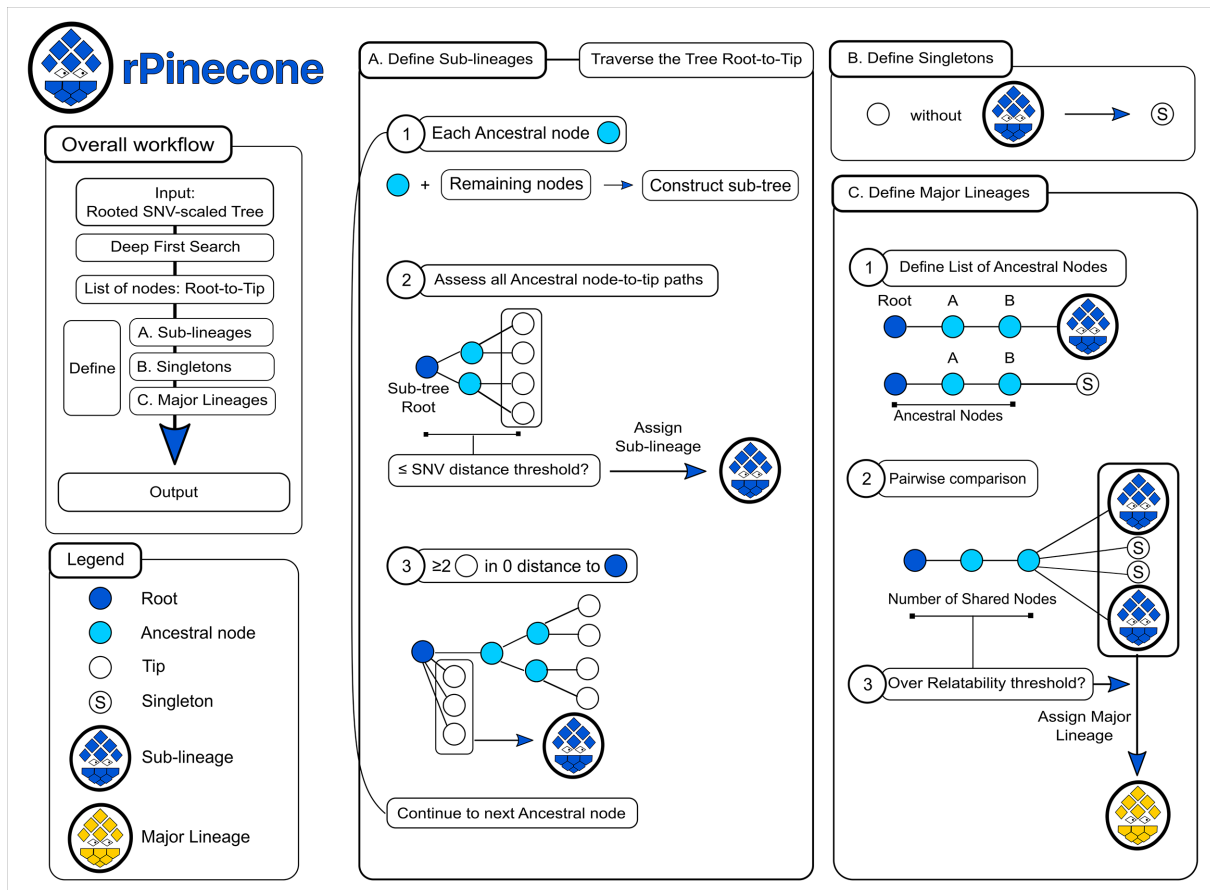 rPinecone
Overall workflow
Input:
Rooted SNV-scaled Tree
Deep First Search
List of nodes: Root-to-Tip
Define
A. Sub-lineages
B. Singletons
C. Major Lineages
Output
Legend
Root
Ancestral node
Tip
S
Singleton
Sub-lineage
Major Lineage
A. Define Sub-lineages
Traverse the Tree Root-to-Tip
1
Each Ancestral node
+
Remaining nodes
Construct sub-tree
2
Assess all Ancestral node-to-tip paths
Sub-tree
Root
≤ SNV distance threshold?
Assign
Sub-lineage
3
≥2 in 0 distance to
Continue to next Ancestral node
B. Define Singletons
without
S
C. Define Major Lineages
1
Define List of Ancestral Nodes
Root A B
A B
S
Ancestral Nodes
2
Pairwise comparison
S
S
Number of Shared Nodes
3
Over Relatability threshold?
Assign Major
Lineage